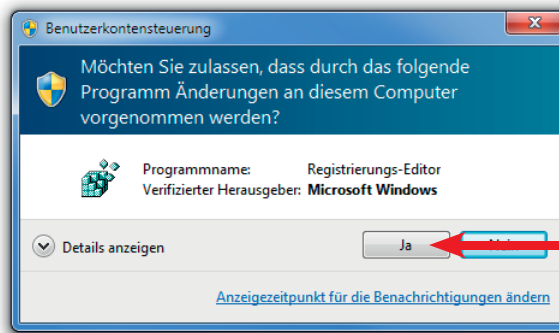 Benutzerkontensteuerung
Möchten Sie zulassen, dass durch das folgende
Programm Änderungen an diesem Computer
vorgenommen werden?
Programmname: Registrierungs-Editor
Verifizierter Herausgeber: Microsoft Windows
Details anzeigen Ja
Anzeigezeitpunkt für die Benachrichtigungen ändern